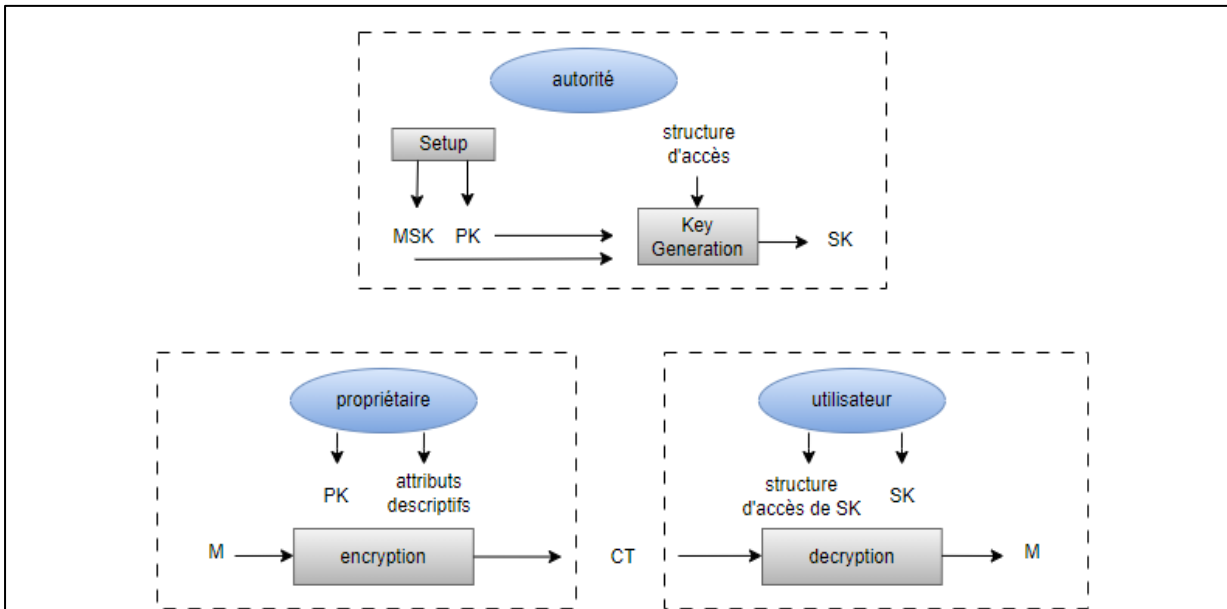 autorité
Setup
structure
d'accès
MSK PK
Key
Generation
SK
propriétaire
PK
attributs
descriptifs
M
encryption
CT
utilisateur
structure
d'accès de SK
SK
decryption
M